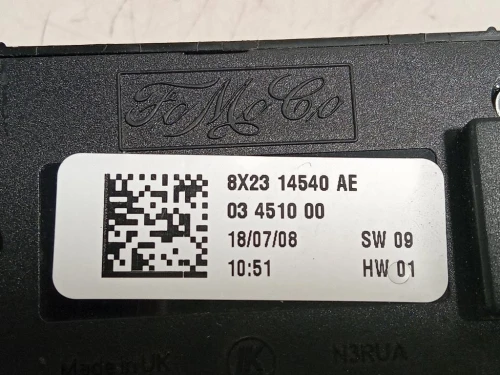 FoMoCo
8X23 14540 AE
03 4510 00
18/07/08 SW 09
10:51 HW 01
Made in UK K N3RUA